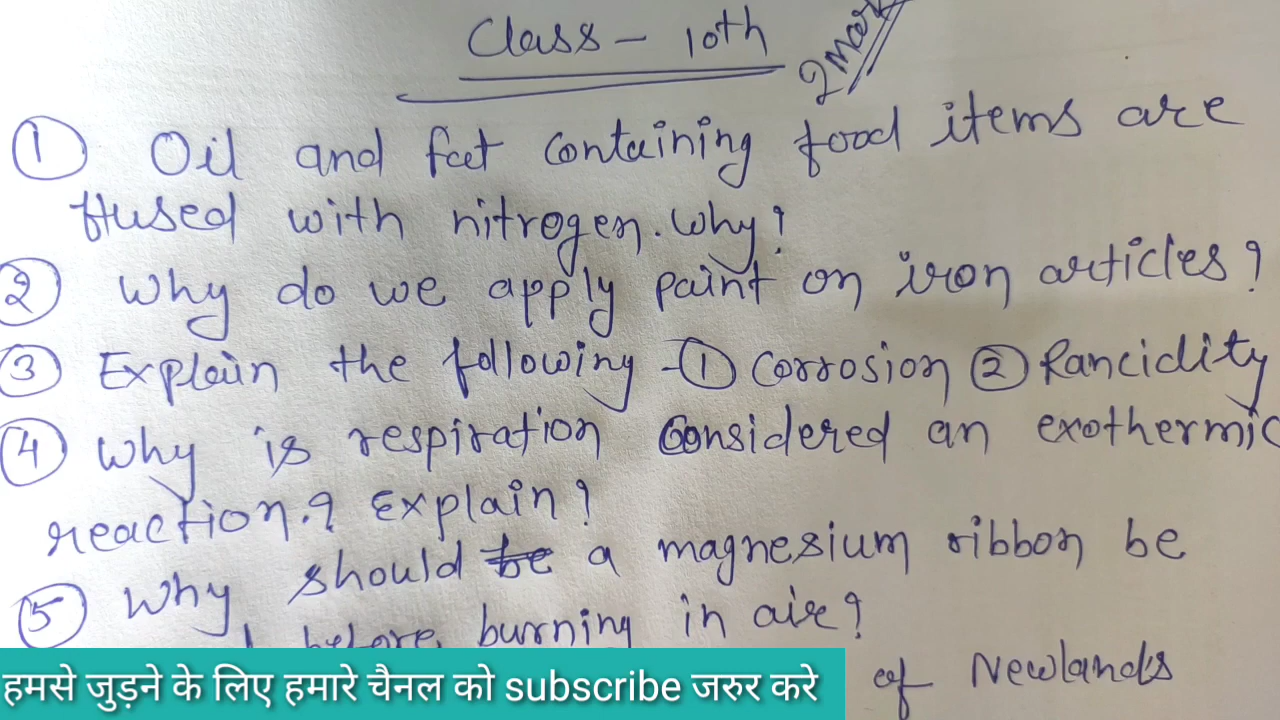 Class - 10th
2 Mark
① Oil and fat containing food items are
flused with nitrogen. Why?
② Why do we apply paint on iron articles?
③ Explain the following - ① Corrosion ② Rancidity
④ Why is respiration Considered an exothermic
reaction.? Explain?
⑤ Why should be a magnesium ribbon be
before burning in air?
of Newlands
हमसे जुड़ने के लिए हमारे चैनल को subscribe जरुर करे